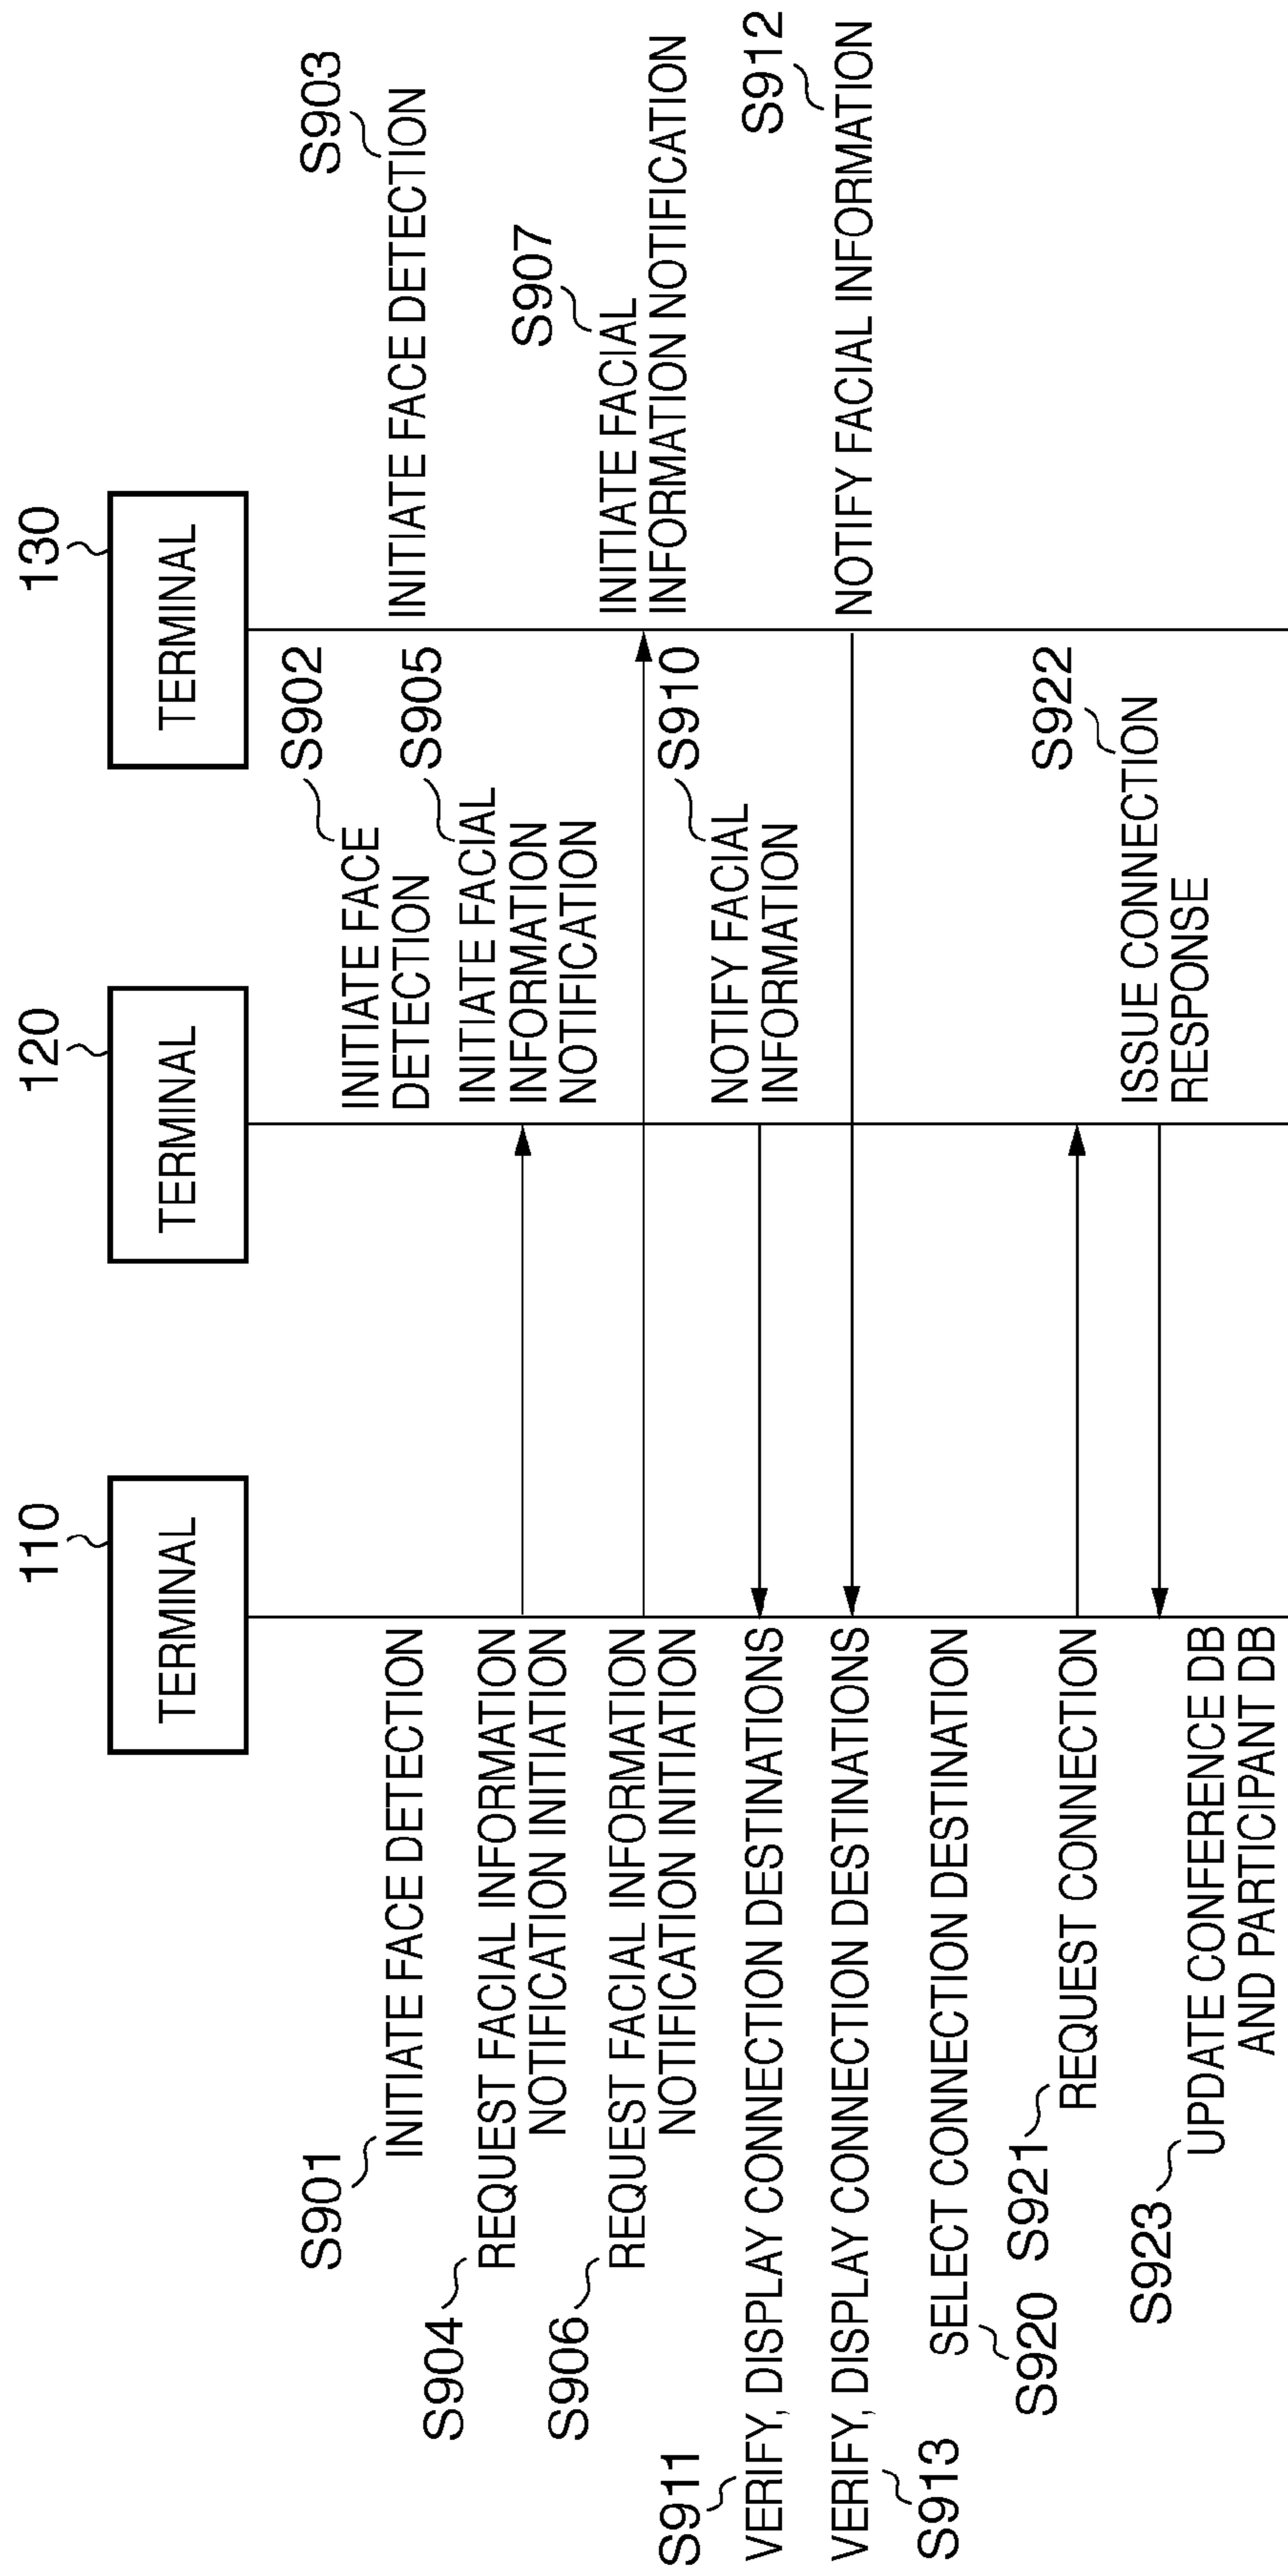 110
120
130
TERMINAL
TERMINAL
TERMINAL
S901
INITIATE FACE DETECTION
S902
INITIATE FACE
DETECTION
S903
INITIATE FACE DETECTION
S904
REQUEST FACIAL INFORMATION
NOTIFICATION INITIATION
S905
INITIATE FACIAL
INFORMATION
NOTIFICATION
S906
REQUEST FACIAL INFORMATION
NOTIFICATION INITIATION
S907
INITIATE FACIAL
INFORMATION NOTIFICATION
S910
NOTIFY FACIAL
INFORMATION
S911
VERIFY, DISPLAY CONNECTION DESTINATIONS
S912
NOTIFY FACIAL INFORMATION
VERIFY, DISPLAY CONNECTION DESTINATIONS
S913
SELECT CONNECTION DESTINATION
S920
S921
REQUEST CONNECTION
S922
ISSUE CONNECTION
RESPONSE
S923
UPDATE CONFERENCE DB
AND PARTICIPANT DB